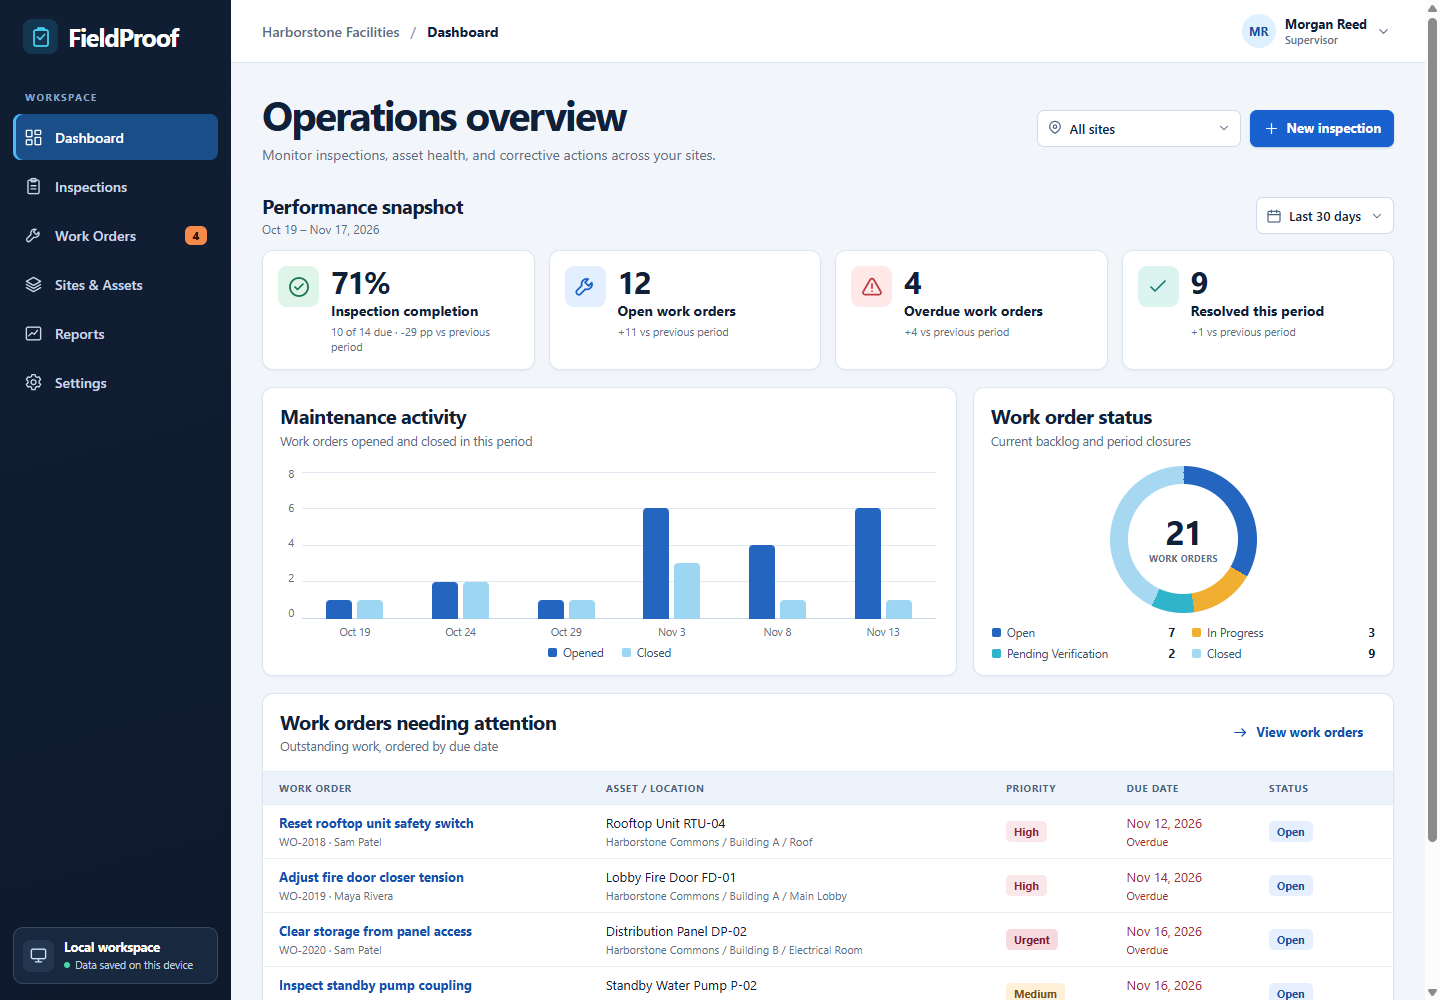 FieldProof
WORKSPACE
Dashboard
Inspections
Work Orders 4
Sites & Assets
Reports
Settings
Local workspace
Data saved on this device
Harborstone Facilities / Dashboard
MR
Morgan Reed
Supervisor
Operations overview
Monitor inspections, asset health, and corrective actions across your sites.
All sites
New inspection
Performance snapshot
Oct 19 – Nov 17, 2026
Last 30 days
71%
Inspection completion
10 of 14 due · -29 pp vs previous
period
12
Open work orders
+11 vs previous period
4
Overdue work orders
+4 vs previous period
9
Resolved this period
+1 vs previous period
Maintenance activity
Work orders opened and closed in this period
8
6
4
2
0
Oct 19 Oct 24 Oct 29 Nov 3 Nov 8 Nov 13
Opened Closed
Work order status
Current backlog and period closures
21
WORK ORDERS
Open 7 In Progress 3
Pending Verification 2 Closed 9
Work orders needing attention
Outstanding work, ordered by due date
View work orders
WORK ORDER ASSET / LOCATION PRIORITY DUE DATE STATUS
Reset rooftop unit safety switch
WO-2018 · Sam Patel
Rooftop Unit RTU-04
Harborstone Commons / Building A / Roof
High
Nov 12, 2026
Overdue
Open
Adjust fire door closer tension
WO-2019 · Maya Rivera
Lobby Fire Door FD-01
Harborstone Commons / Building A / Main Lobby
High
Nov 14, 2026
Overdue
Open
Clear storage from panel access
WO-2020 · Sam Patel
Distribution Panel DP-02
Harborstone Commons / Building B / Electrical Room
Urgent
Nov 16, 2026
Overdue
Open
Inspect standby pump coupling
Standby Water Pump P-02
Medium
Nov 16, 2026
Open